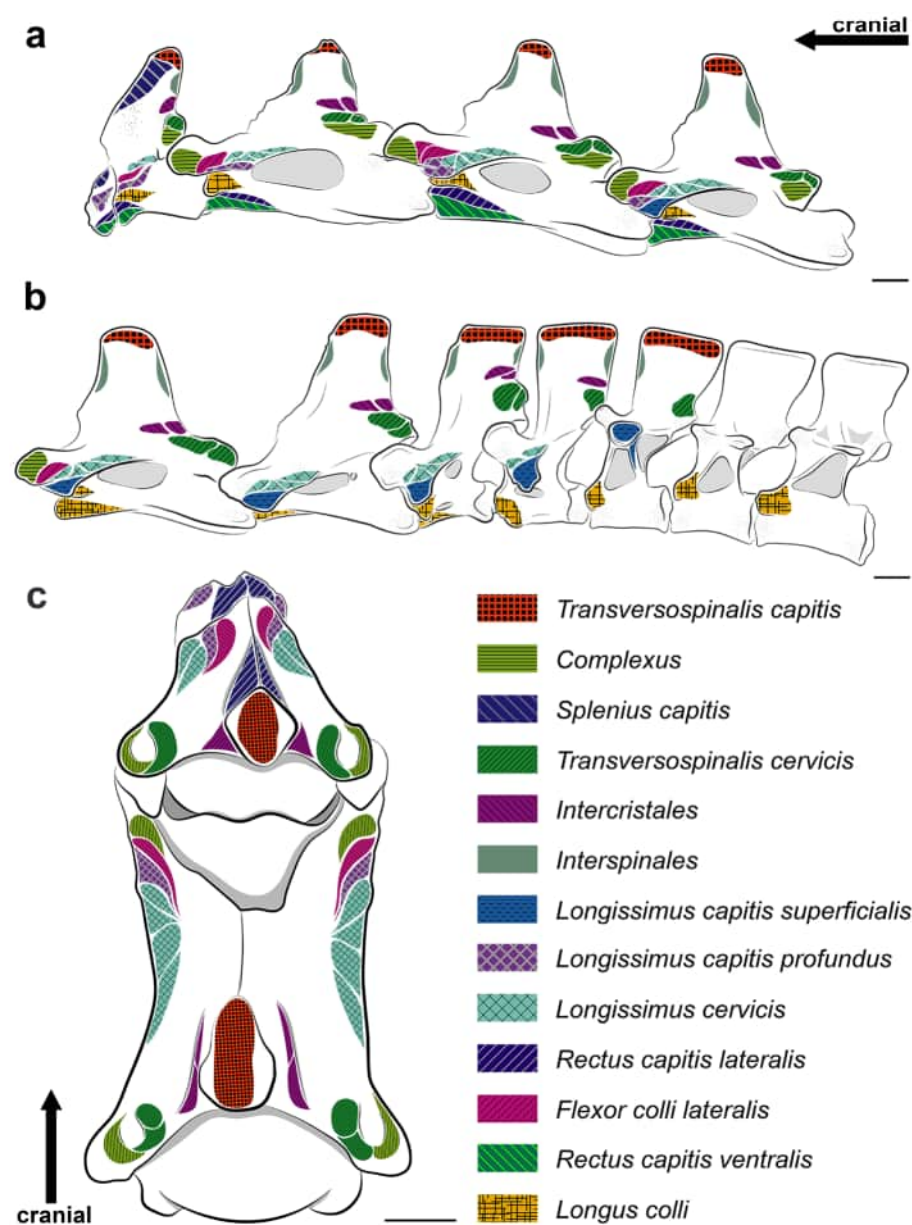 a
cranial
b
c
Transversospinalis capitis
Complexus
Splenius capitis
Transversospinalis cervicis
Intercristales
Interspinales
Longissimus capitis superficialis
Longissimus capitis profundus
Longissimus cervicis
Rectus capitis lateralis
Flexor colli lateralis
Rectus capitis ventralis
Longus colli
cranial